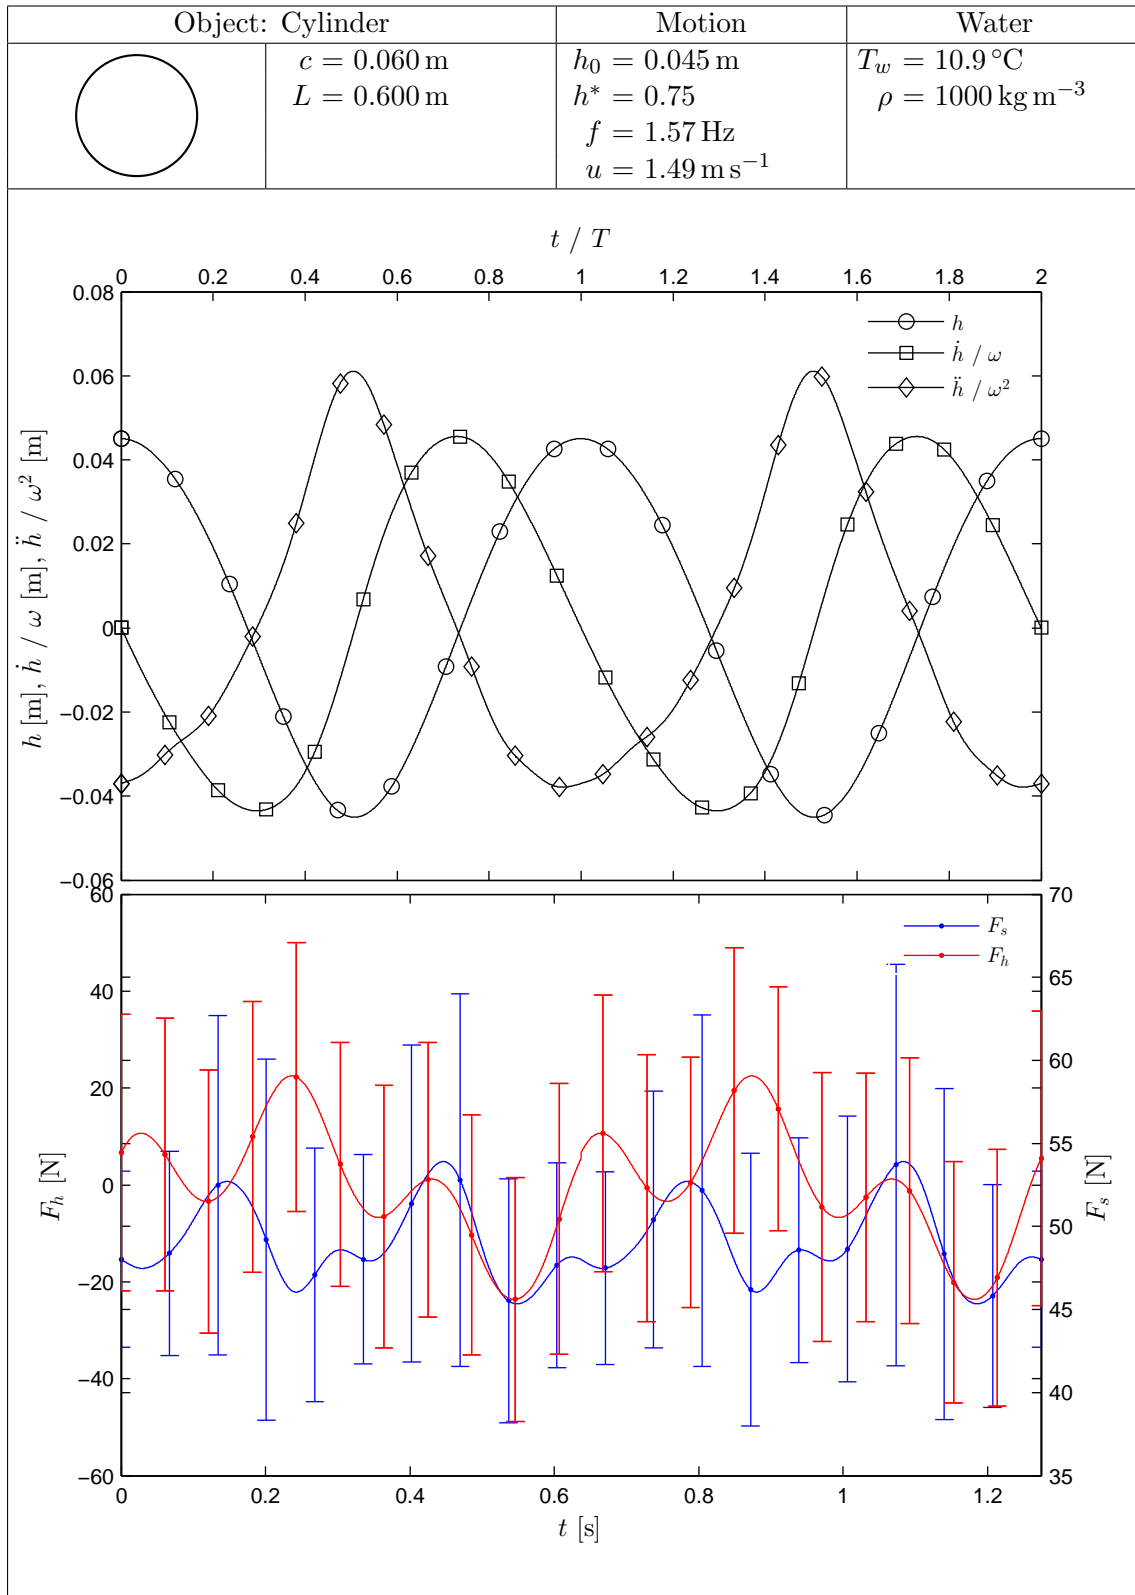 Object: Cylinder Motion Water
c = 0.060 m h₀ = 0.045 m T_w = 10.9 °C
L = 0.600 m h* = 0.75 ρ = 1000 kg m⁻³
f = 1.57 Hz
u = 1.49 m s⁻¹
t / T
0 0.2 0.4 0.6 0.8 1 1.2 1.4 1.6 1.8 2
0.08
0.06
0.04
0.02
0
−0.02
−0.04
−0.06
h [m], ḣ / ω [m], ḧ / ω² [m]
h
ḣ / ω
ḧ / ω²
60
40
20
0
−20
−40
−60
F_h [N]
F_s
F_h
70
65
60
55
50
45
40
35
F_s [N]
0 0.2 0.4 0.6 0.8 1 1.2
t [s]